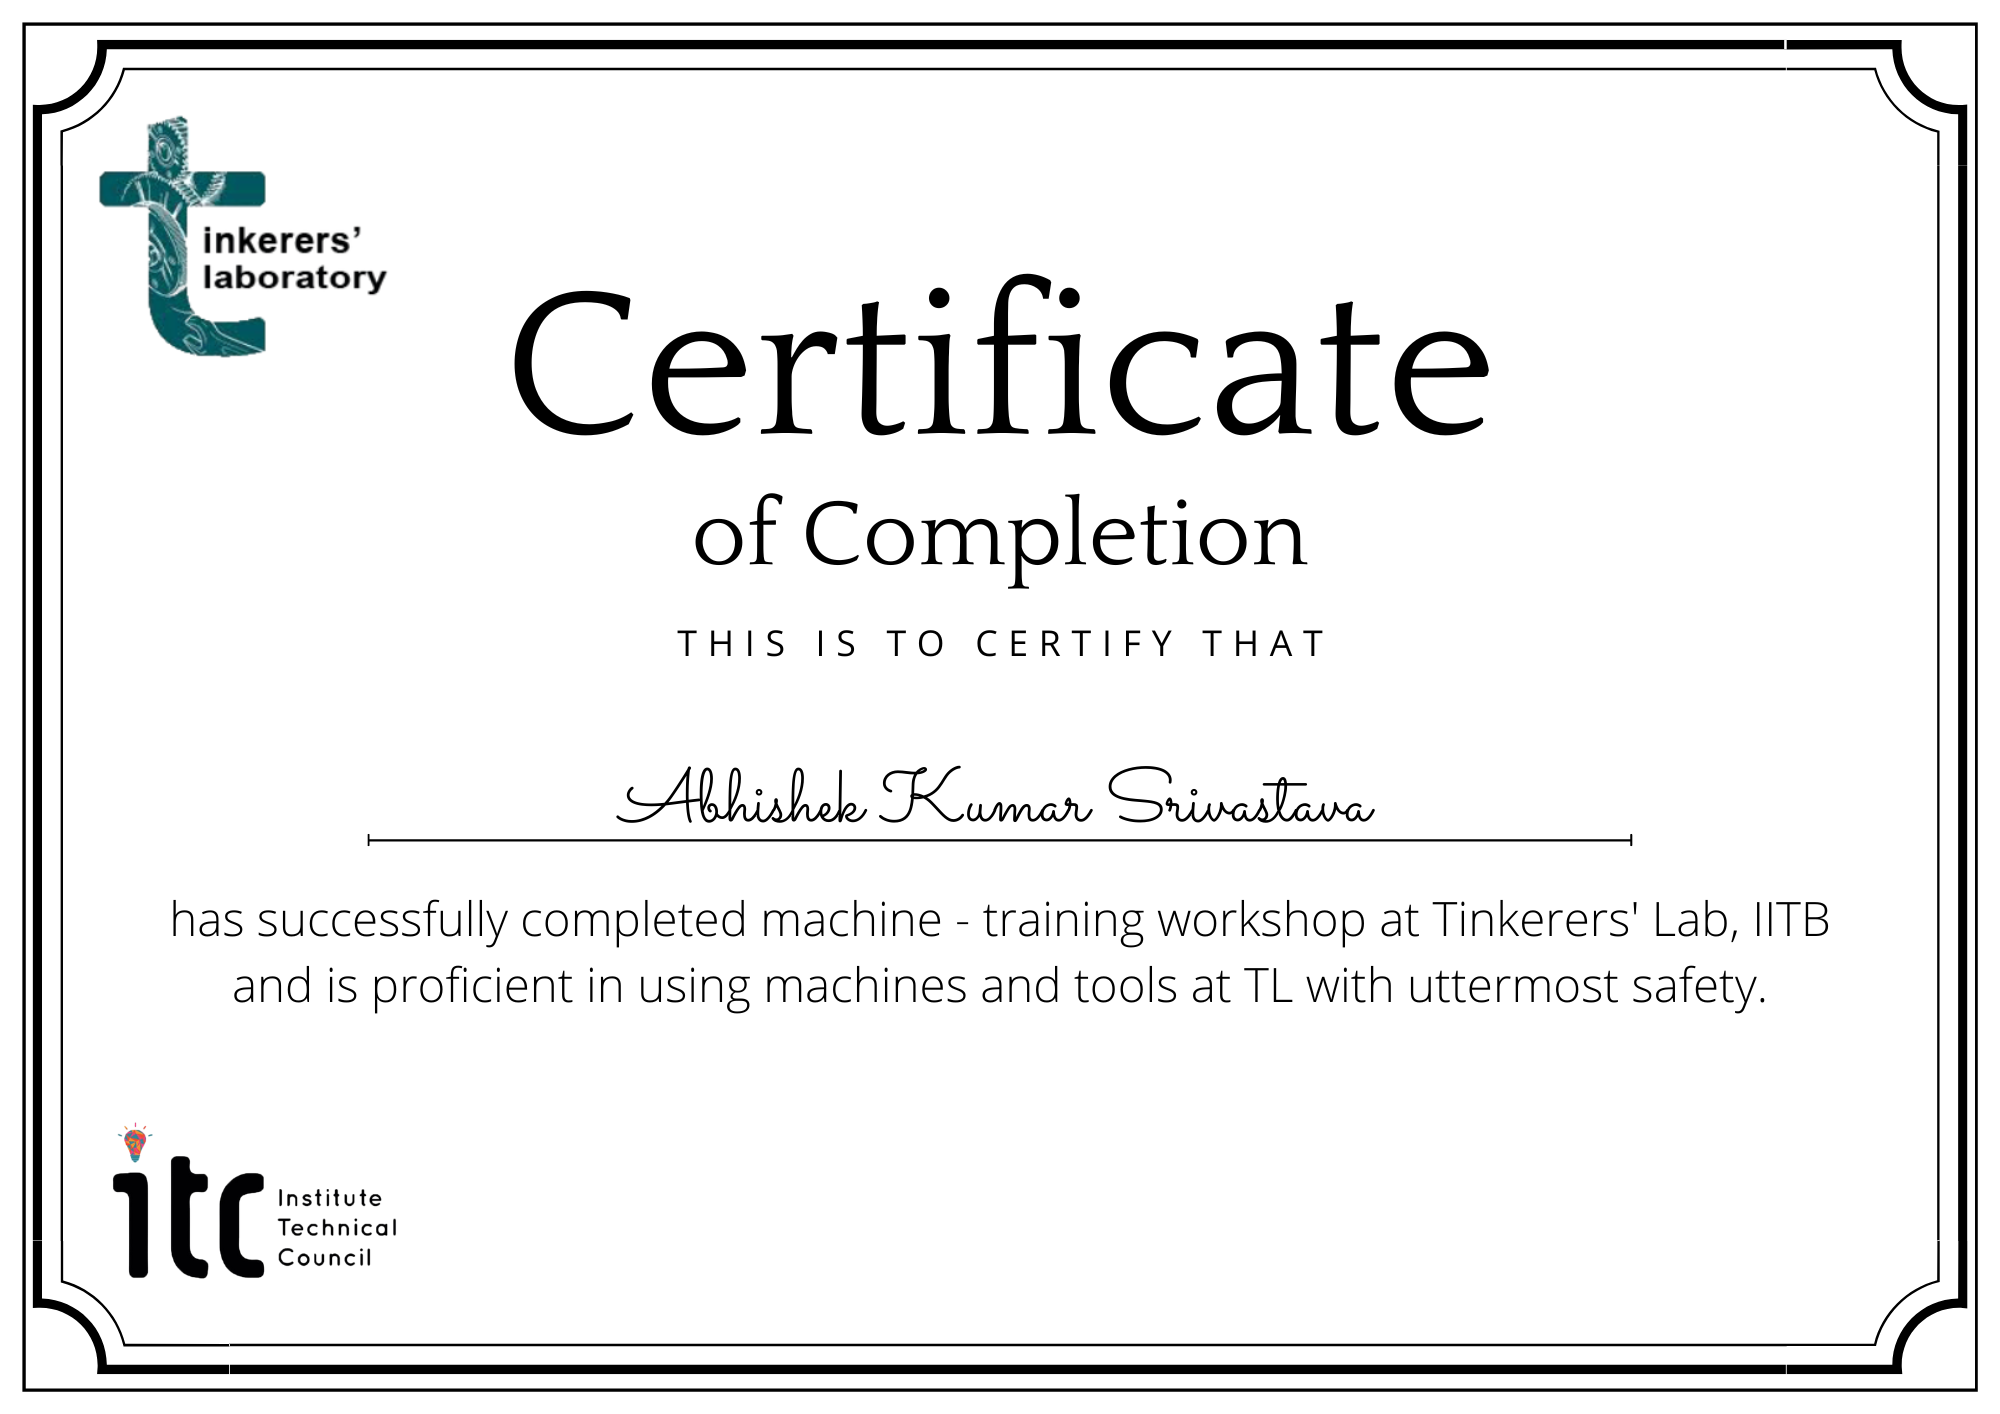 tinkerers’
laboratory
Certificate
of Completion
THIS IS TO CERTIFY THAT
Abhishek Kumar Srivastava
has successfully completed machine - training workshop at Tinkerers' Lab, IITB
and is proficient in using machines and tools at TL with uttermost safety.
itc
Institute
Technical
Council